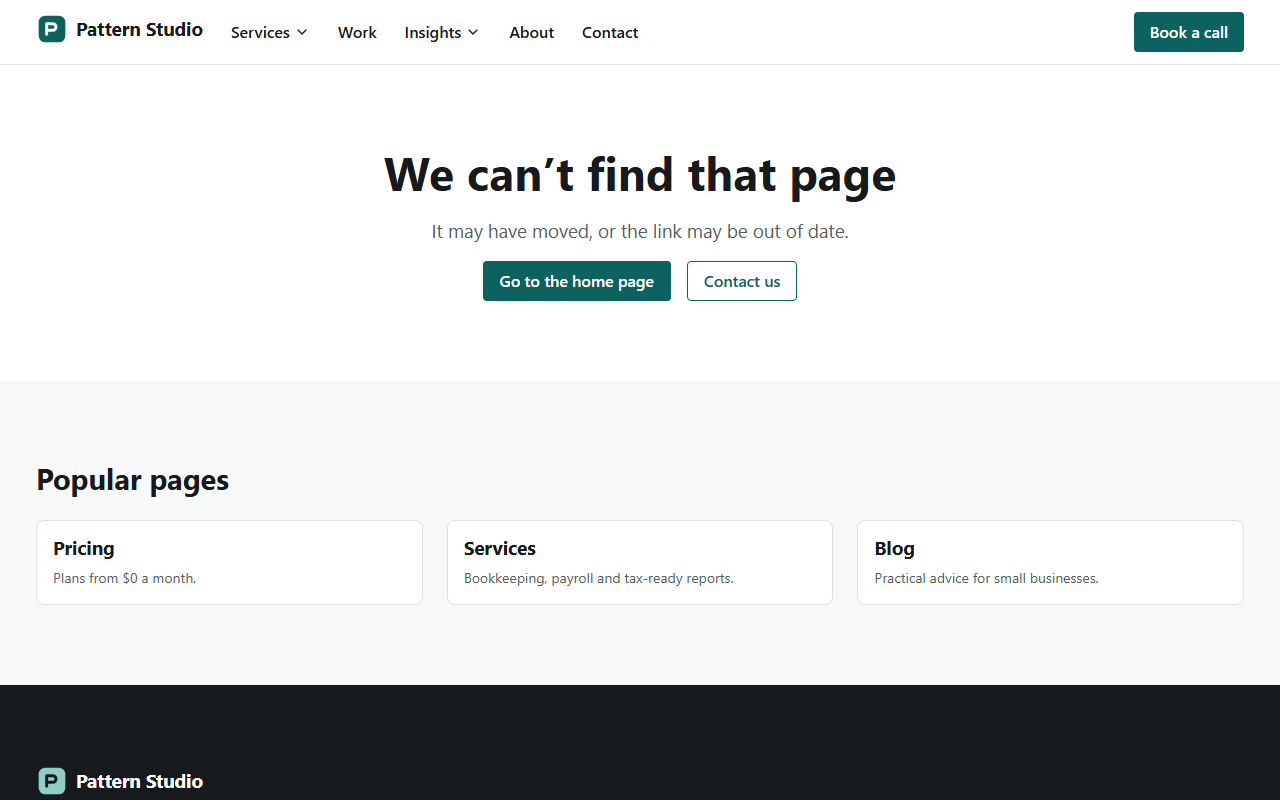 Pattern Studio
Services
Work
Insights
About
Contact
Book a call
We can’t find that page
It may have moved, or the link may be out of date.
Go to the home page
Contact us
Popular pages
Pricing
Plans from $0 a month.
Services
Bookkeeping, payroll and tax-ready reports.
Blog
Practical advice for small businesses.
Pattern Studio